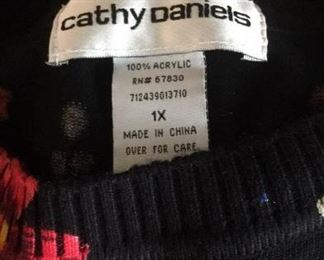 cathy Daniels
100% ACRYLIC
RN# 67830
712439013710
1X
MADE IN CHINA
OVER FOR CARE